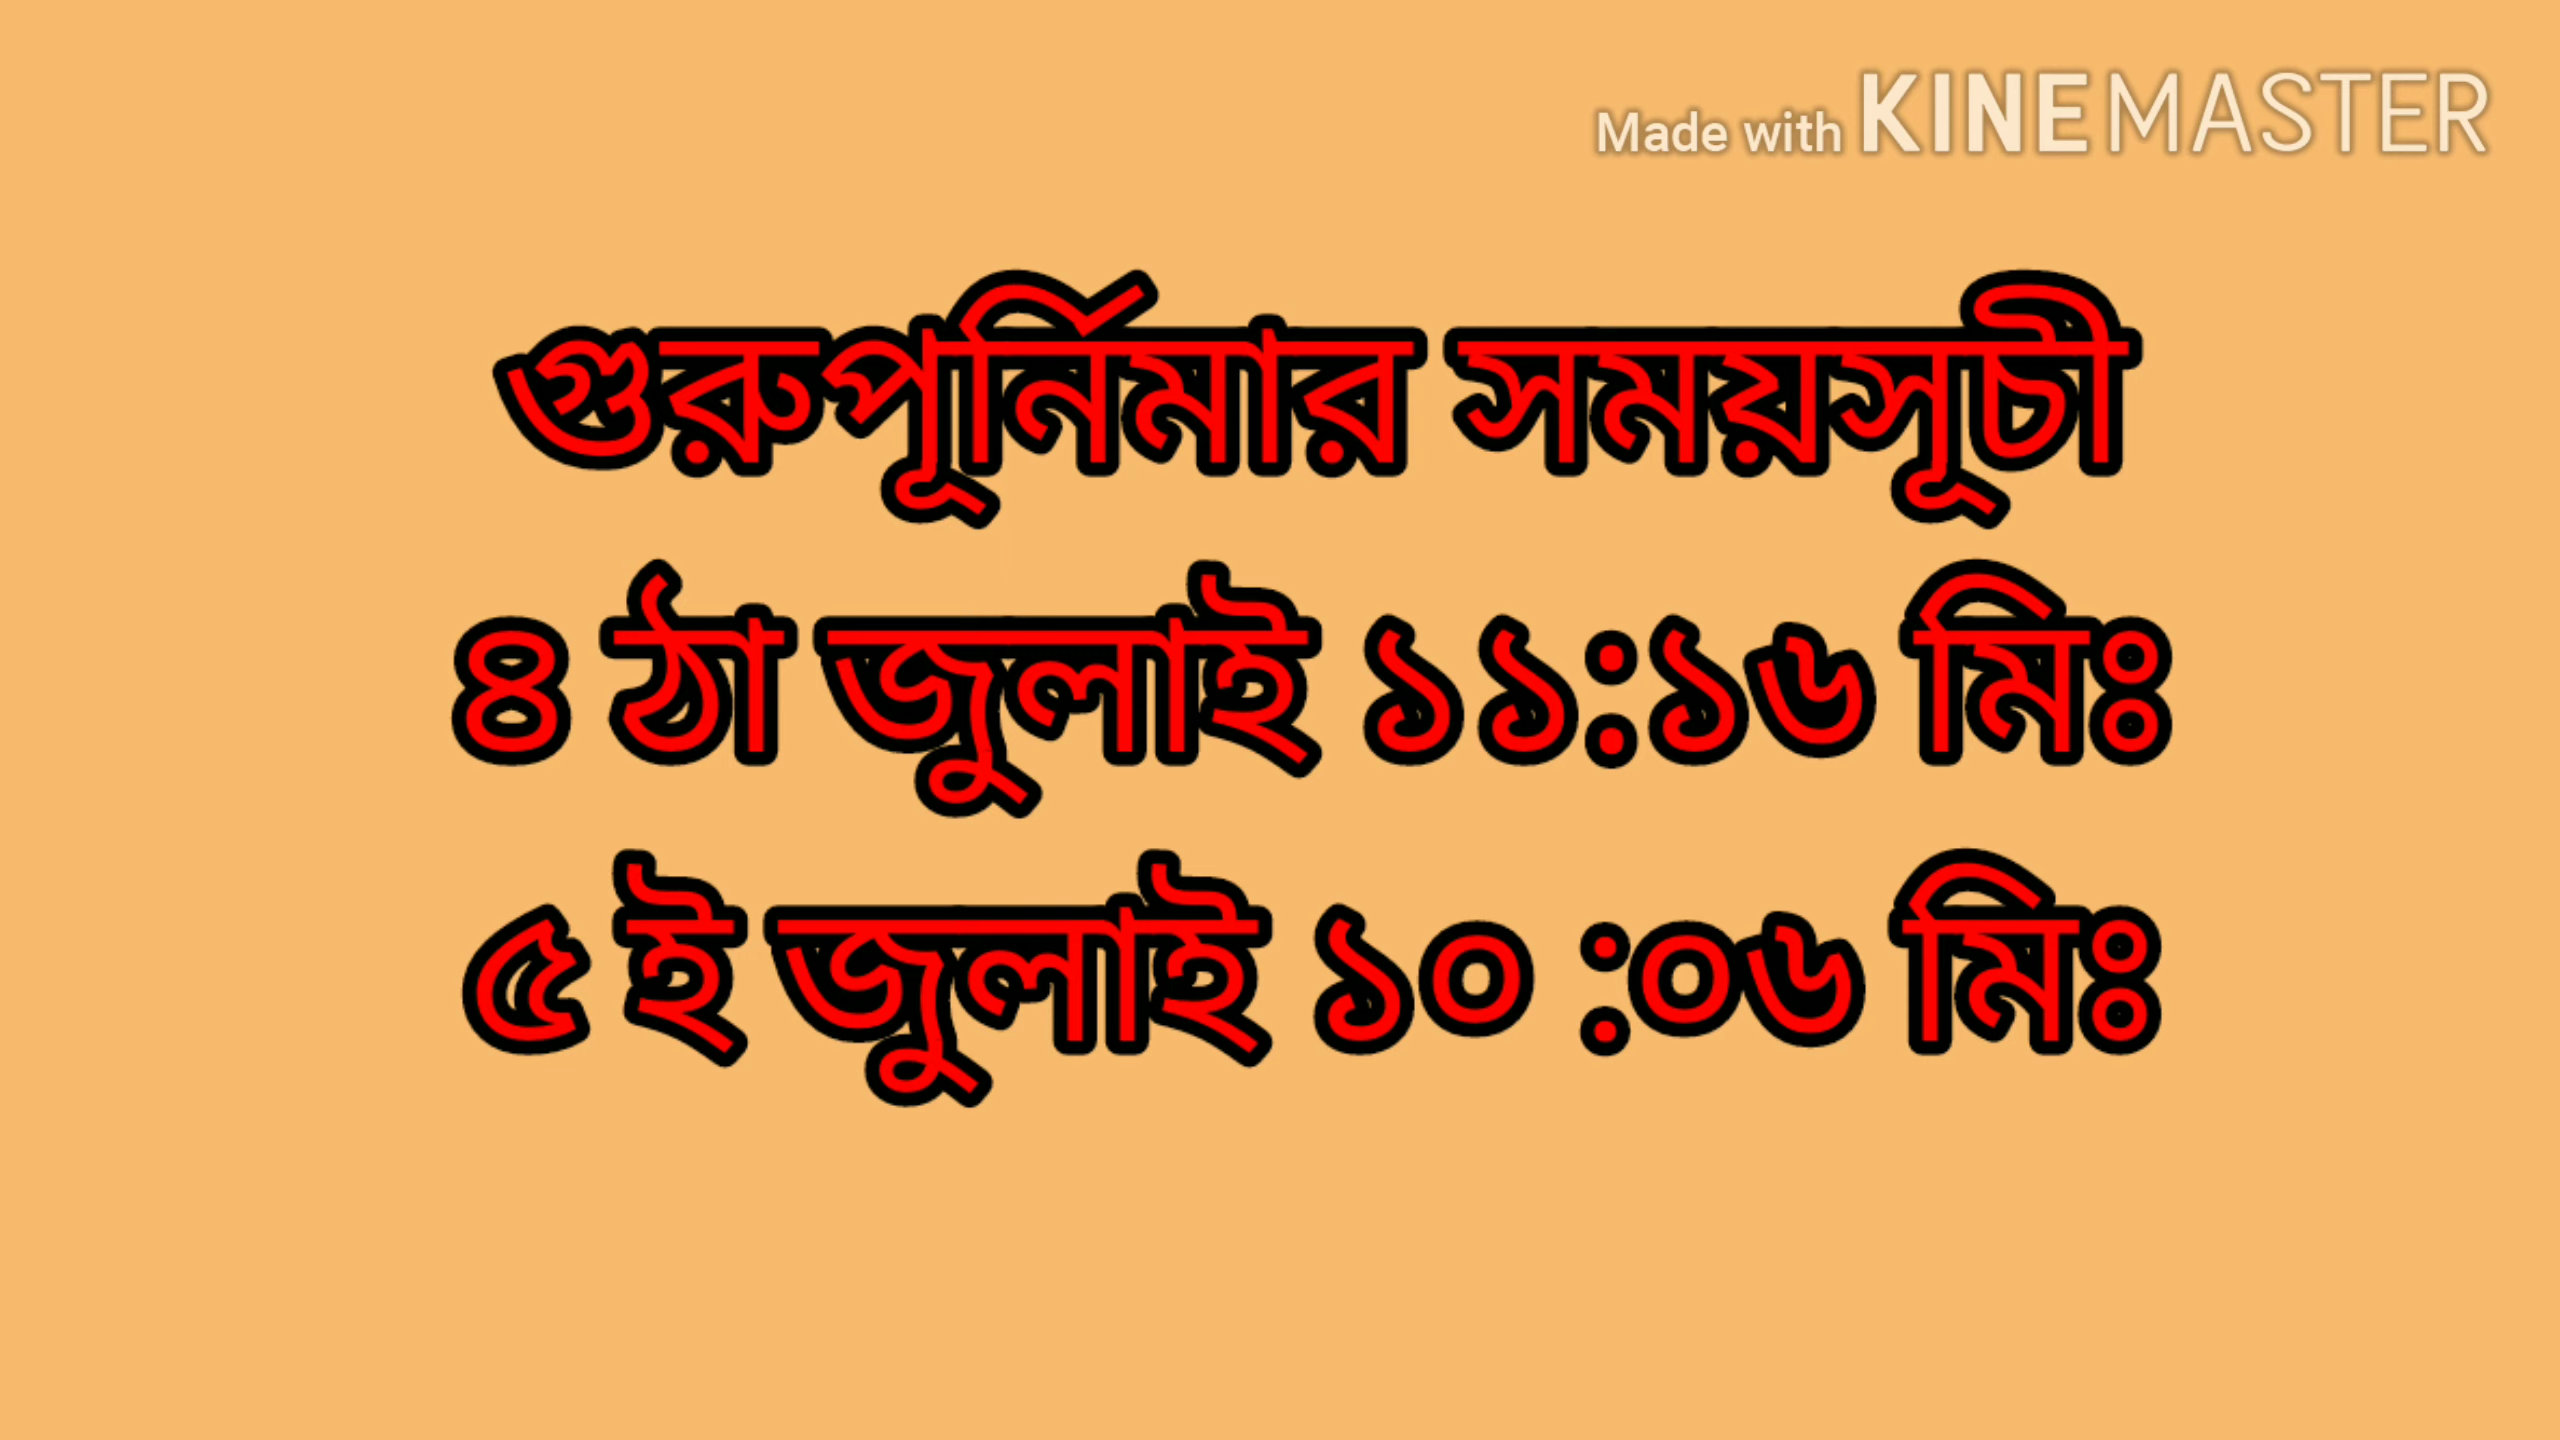 Made with KINEMASTER
গুরুপূর্নিমার সময়সূচী
৪ ঠা জুলাই ১১:১৬ মিঃ
৫ ই জুলাই ১০ :০৬ মিঃ